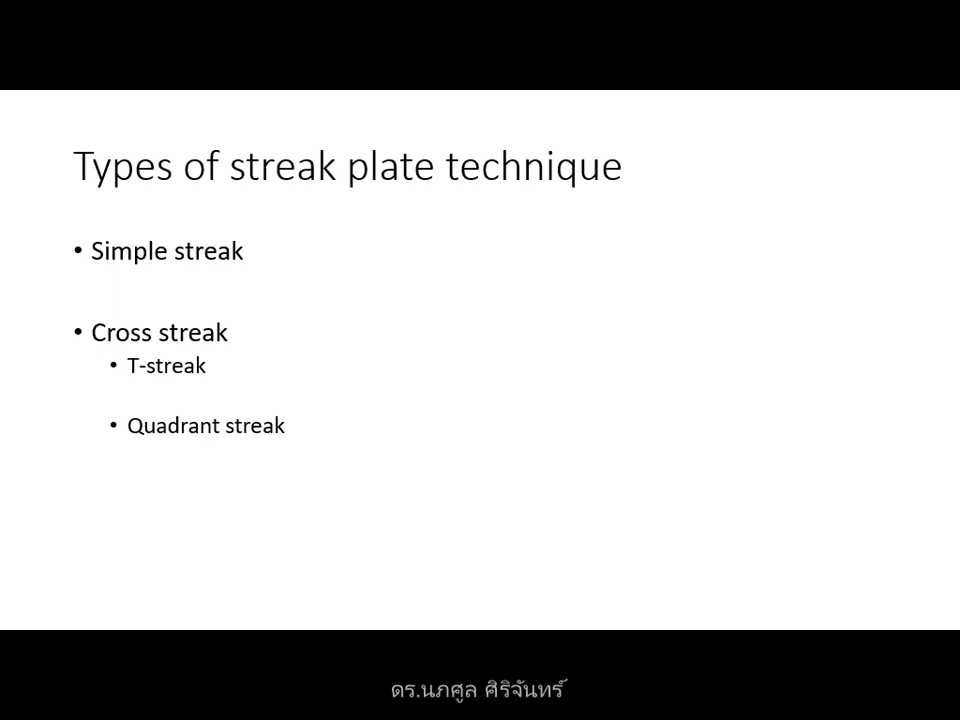 Types of streak plate technique
• Simple streak
• Cross streak
• T-streak
• Quadrant streak
ดร.นภศูล ศิริจันทร์